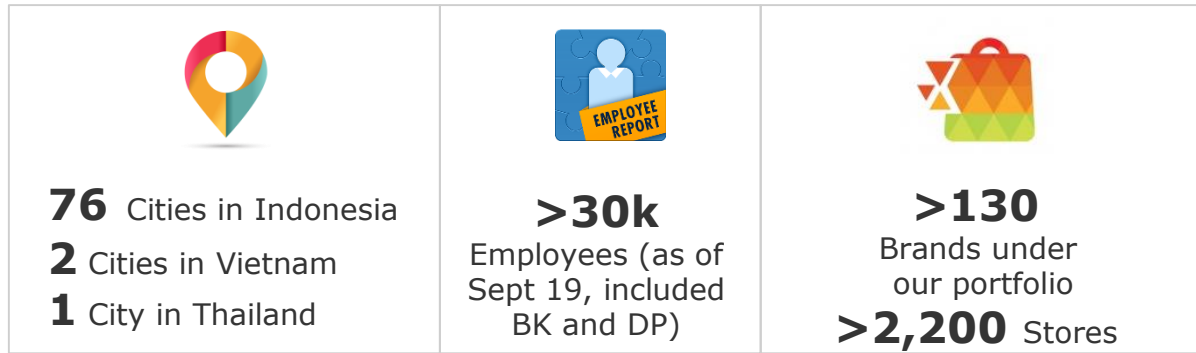 76 Cities in Indonesia
2 Cities in Vietnam
1 City in Thailand
EMPLOYEE
REPORT
>30k
Employees (as of
Sept 19, included
BK and DP)
>130
Brands under
our portfolio
>2,200 Stores